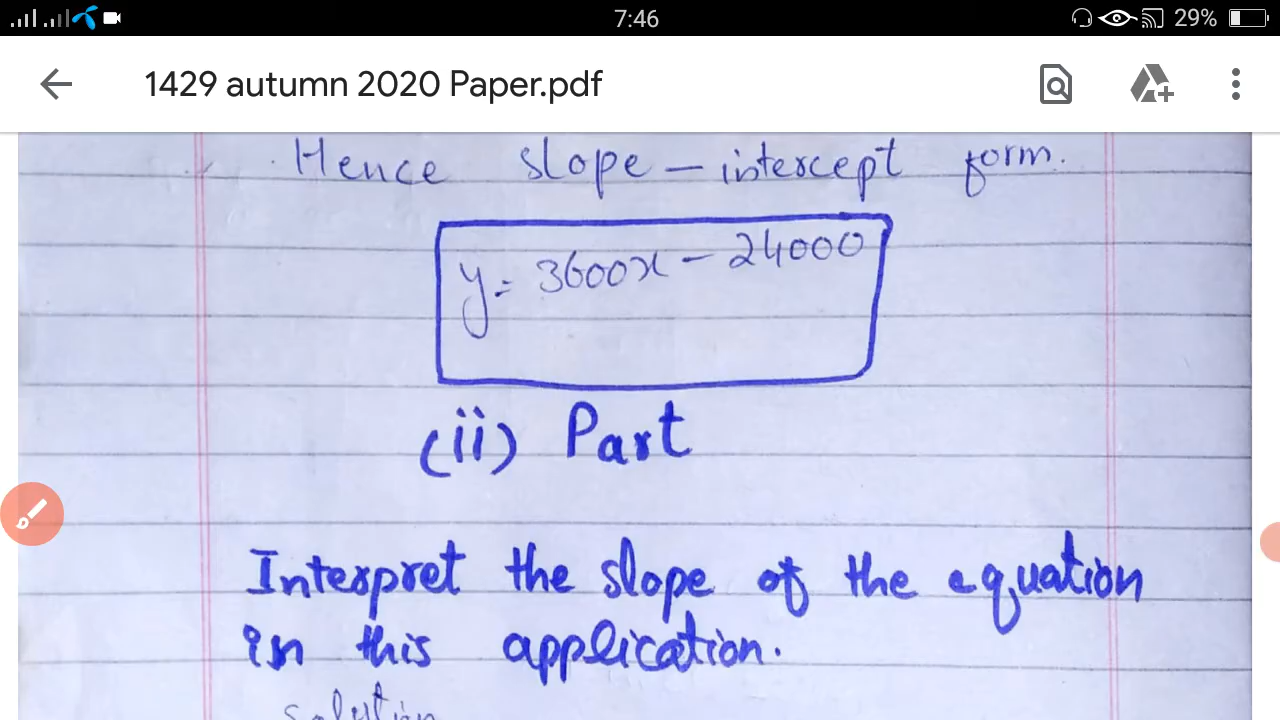 7:46
29%
1429 autumn 2020 Paper.pdf
Hence slope - intercept form.
y = 3600x - 24000
(ii) Part
Interpret the slope of the equation
in this application.
solution